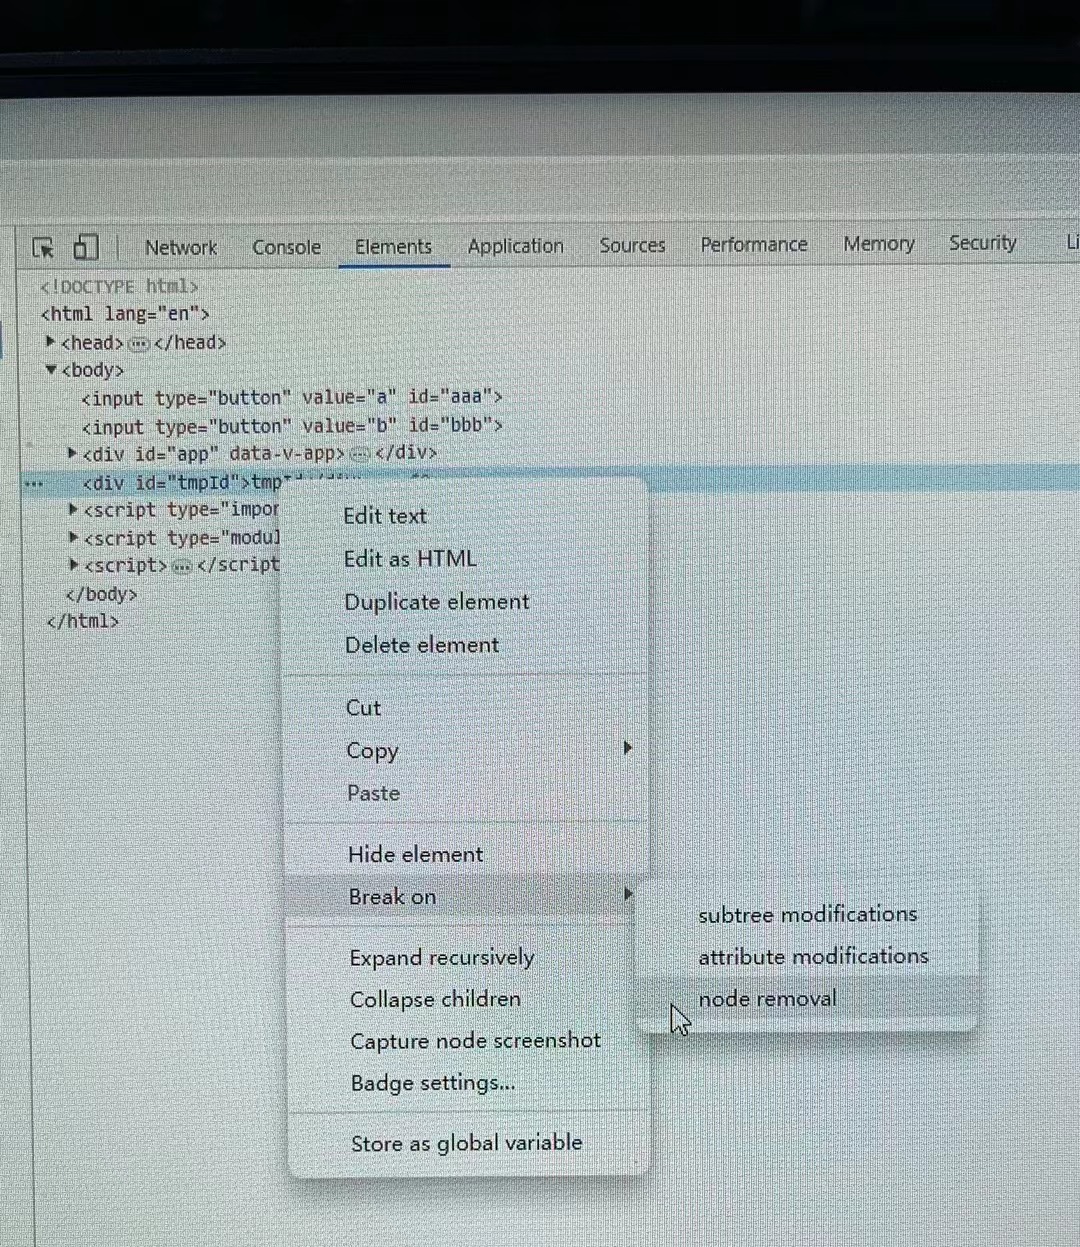 Network Console Elements Application Sources Performance Memory Security Li
<!DOCTYPE html>
<html lang="en">
<head> ... </head>
<body>
<input type="button" value="a" id="aaa">
<input type="button" value="b" id="bbb">
<div id="app" data-v-app> ... </div>
... <div id="tmpId">tmp
<script type="impor
<script type="modul
<script> ... </script
</body>
</html>
Edit text
Edit as HTML
Duplicate element
Delete element
Cut
Copy
Paste
Hide element
Break on
Expand recursively
Collapse children
Capture node screenshot
Badge settings...
Store as global variable
subtree modifications
attribute modifications
node removal